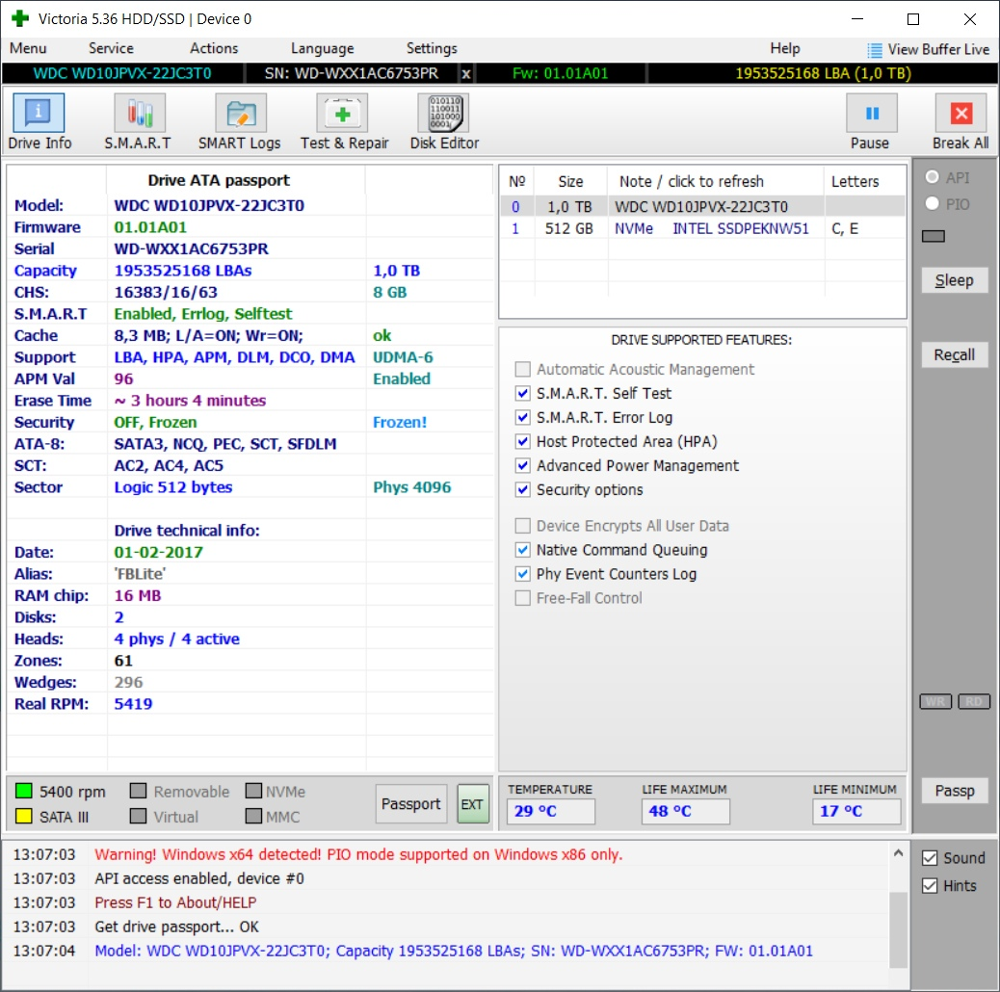 Victoria 5.36 HDD/SSD | Device 0
Menu Service Actions Language Settings Help View Buffer Live
WDC WD10JPVX-22JC3T0 SN: WD-WXX1AC6753PR x Fw: 01.01A01 1953525168 LBA (1,0 TB)
010110
110011
101000
0001
Drive Info S.M.A.R.T SMART Logs Test & Repair Disk Editor Pause Break All
Drive ATA passport
Model: WDC WD10JPVX-22JC3T0
Firmware 01.01A01
Serial WD-WXX1AC6753PR
Capacity 1953525168 LBAs 1,0 TB
CHS: 16383/16/63 8 GB
S.M.A.R.T Enabled, Errlog, Selftest
Cache 8,3 MB; L/A=ON; Wr=ON; ok
Support LBA, HPA, APM, DLM, DCO, DMA UDMA-6
APM Val 96 Enabled
Erase Time ~ 3 hours 4 minutes
Security OFF, Frozen Frozen!
ATA-8: SATA3, NCQ, PEC, SCT, SFDLM
SCT: AC2, AC4, AC5
Sector Logic 512 bytes Phys 4096
Drive technical info:
Date: 01-02-2017
Alias: 'FBLite'
RAM chip: 16 MB
Disks: 2
Heads: 4 phys / 4 active
Zones: 61
Wedges: 296
Real RPM: 5419
5400 rpm Removable NVMe
SATA III Virtual MMC
Passport EXT
№ Size Note / click to refresh Letters
0 1,0 TB WDC WD10JPVX-22JC3T0
1 512 GB NVMe INTEL SSDPEKNW51 C, E
DRIVE SUPPORTED FEATURES:
Automatic Acoustic Management
S.M.A.R.T. Self Test
S.M.A.R.T. Error Log
Host Protected Area (HPA)
Advanced Power Management
Security options
Device Encrypts All User Data
Native Command Queuing
Phy Event Counters Log
Free-Fall Control
TEMPERATURE LIFE MAXIMUM LIFE MINIMUM
29 °C 48 °C 17 °C
API
PIO
Sleep
Recall
WR RD
Passp
13:07:03 Warning! Windows x64 detected! PIO mode supported on Windows x86 only.
13:07:03 API access enabled, device #0
13:07:03 Press F1 to About/HELP
13:07:03 Get drive passport... OK
13:07:04 Model: WDC WD10JPVX-22JC3T0; Capacity 1953525168 LBAs; SN: WD-WXX1AC6753PR; FW: 01.01A01
Sound
Hints